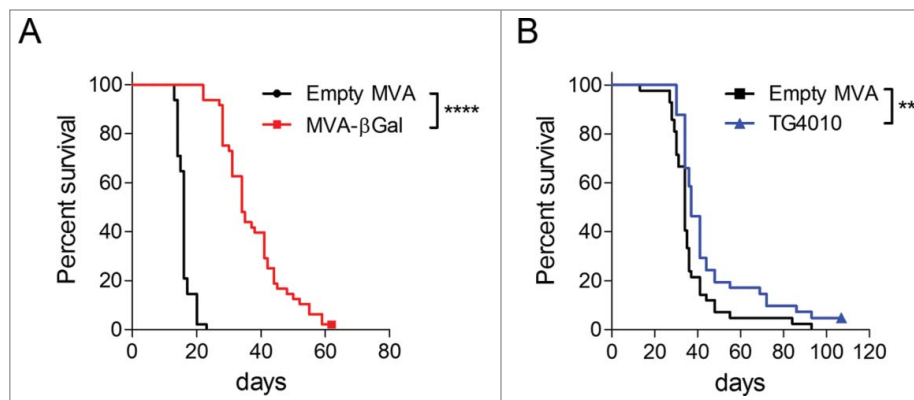 A
B
Percent survival
100
80
60
40
20
0
0 20 40 60 80
days
Empty MVA
MVA-βGal
****
Percent survival
100
80
60
40
20
0
0 20 40 60 80 100 120
days
Empty MVA
TG4010
**